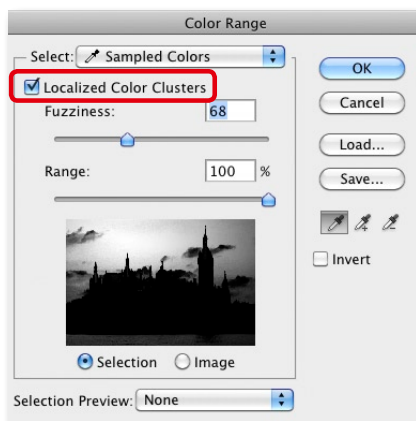 Color Range
Select: Sampled Colors
OK
Localized Color Clusters
Cancel
Fuzziness: 68
Load...
Range: 100 %
Save...
Invert
Selection Image
Selection Preview: None